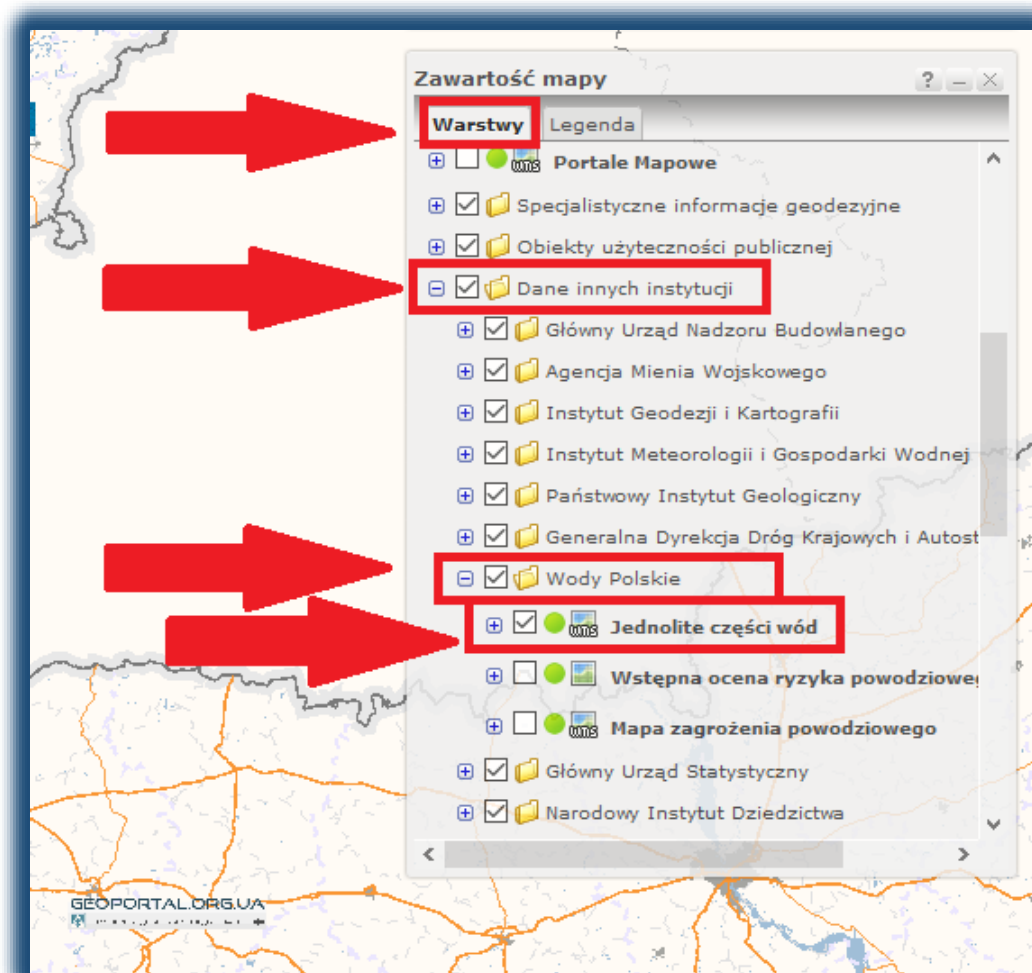 Zawartość mapy
Warstwy Legenda
Portale Mapowe
Specjalistyczne informacje geodezyjne
Obiekty użyteczności publicznej
Dane innych instytucji
Główny Urząd Nadzoru Budowlanego
Agencja Mienia Wojskowego
Instytut Geodezji i Kartografii
Instytut Meteorologii i Gospodarki Wodnej
Państwowy Instytut Geologiczny
Generalna Dyrekcja Dróg Krajowych i Autost
Wody Polskie
Jednolite części wód
Wstępna ocena ryzyka powodzioweg
Mapa zagrożenia powodziowego
Główny Urząd Statystyczny
Narodowy Instytut Dziedzictwa
GEOPORTAL.ORG.UA